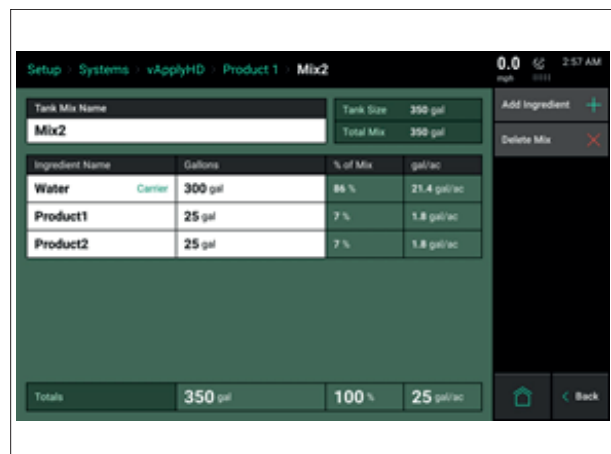 Setup > Systems > vApplyHD > Product 1 > Mix2
0.0 mph
2:57 AM
Tank Mix Name
Mix2
Tank Size 350 gal
Total Mix 350 gal
Add Ingredient
Delete Mix
Ingredient Name Gallons % of Mix gal/ac
Water Carrier 300 gal 86 % 21.4 gal/ac
Product1 25 gal 7 % 1.8 gal/ac
Product2 25 gal 7 % 1.8 gal/ac
Totals 350 gal 100 % 25 gal/ac
< Back